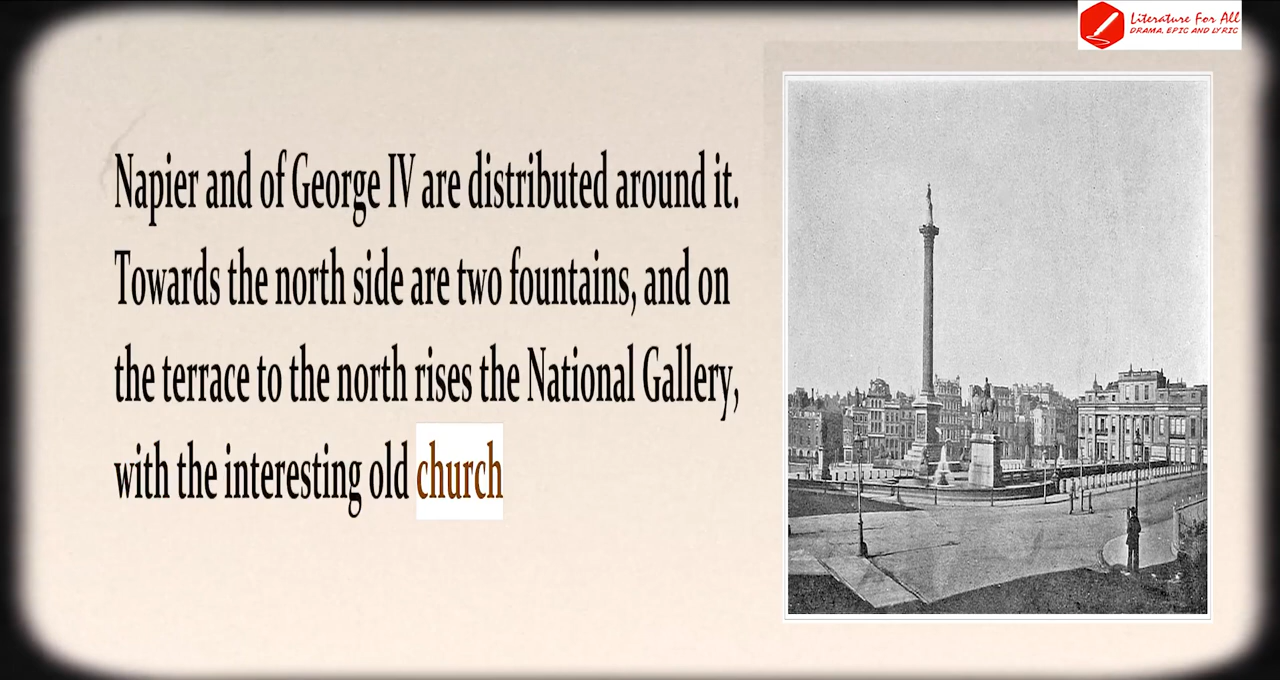 Literature For All
DRAMA, EPIC AND LYRIC
Napier and of George IV are distributed around it.
Towards the north side are two fountains, and on
the terrace to the north rises the National Gallery,
with the interesting old church